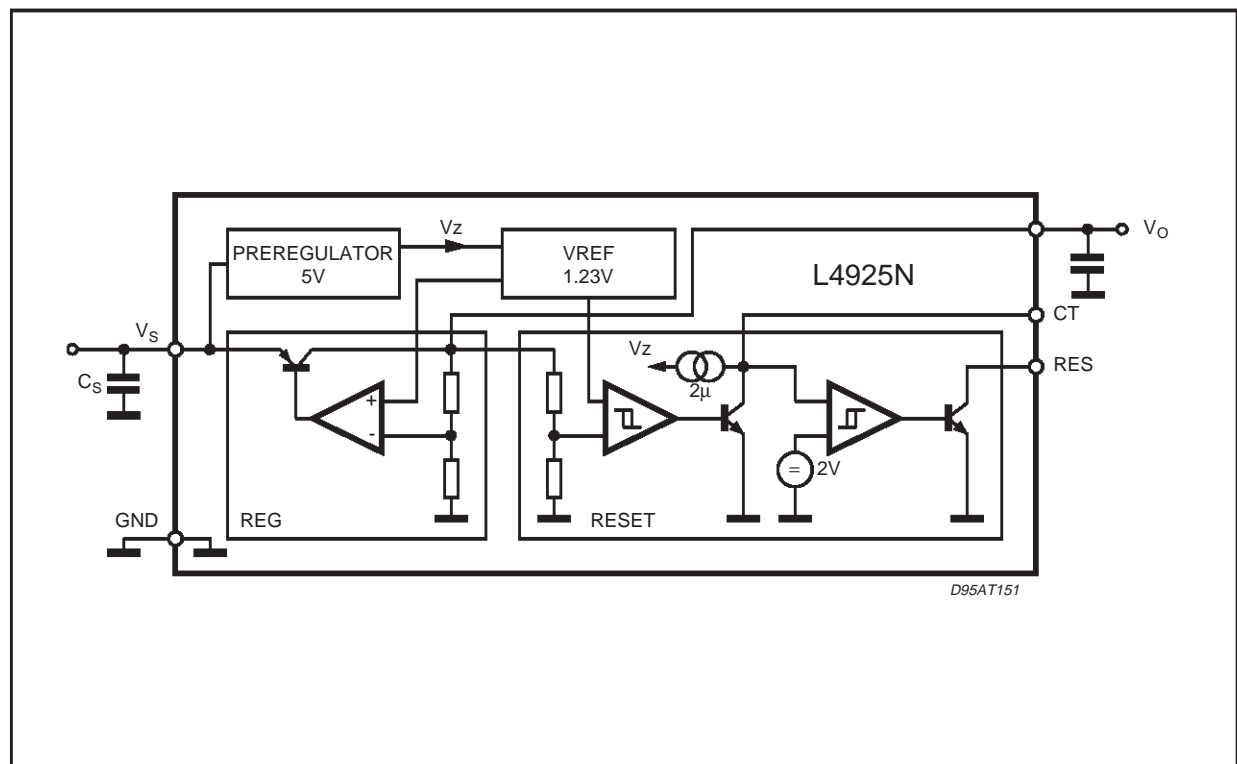 PREREGULATOR
5V
Vz
VREF
1.23V
L4925N
VO
CT
RES
VS
CS
+
-
Vz
2μ
=
2V
GND
REG
RESET
D95AT151